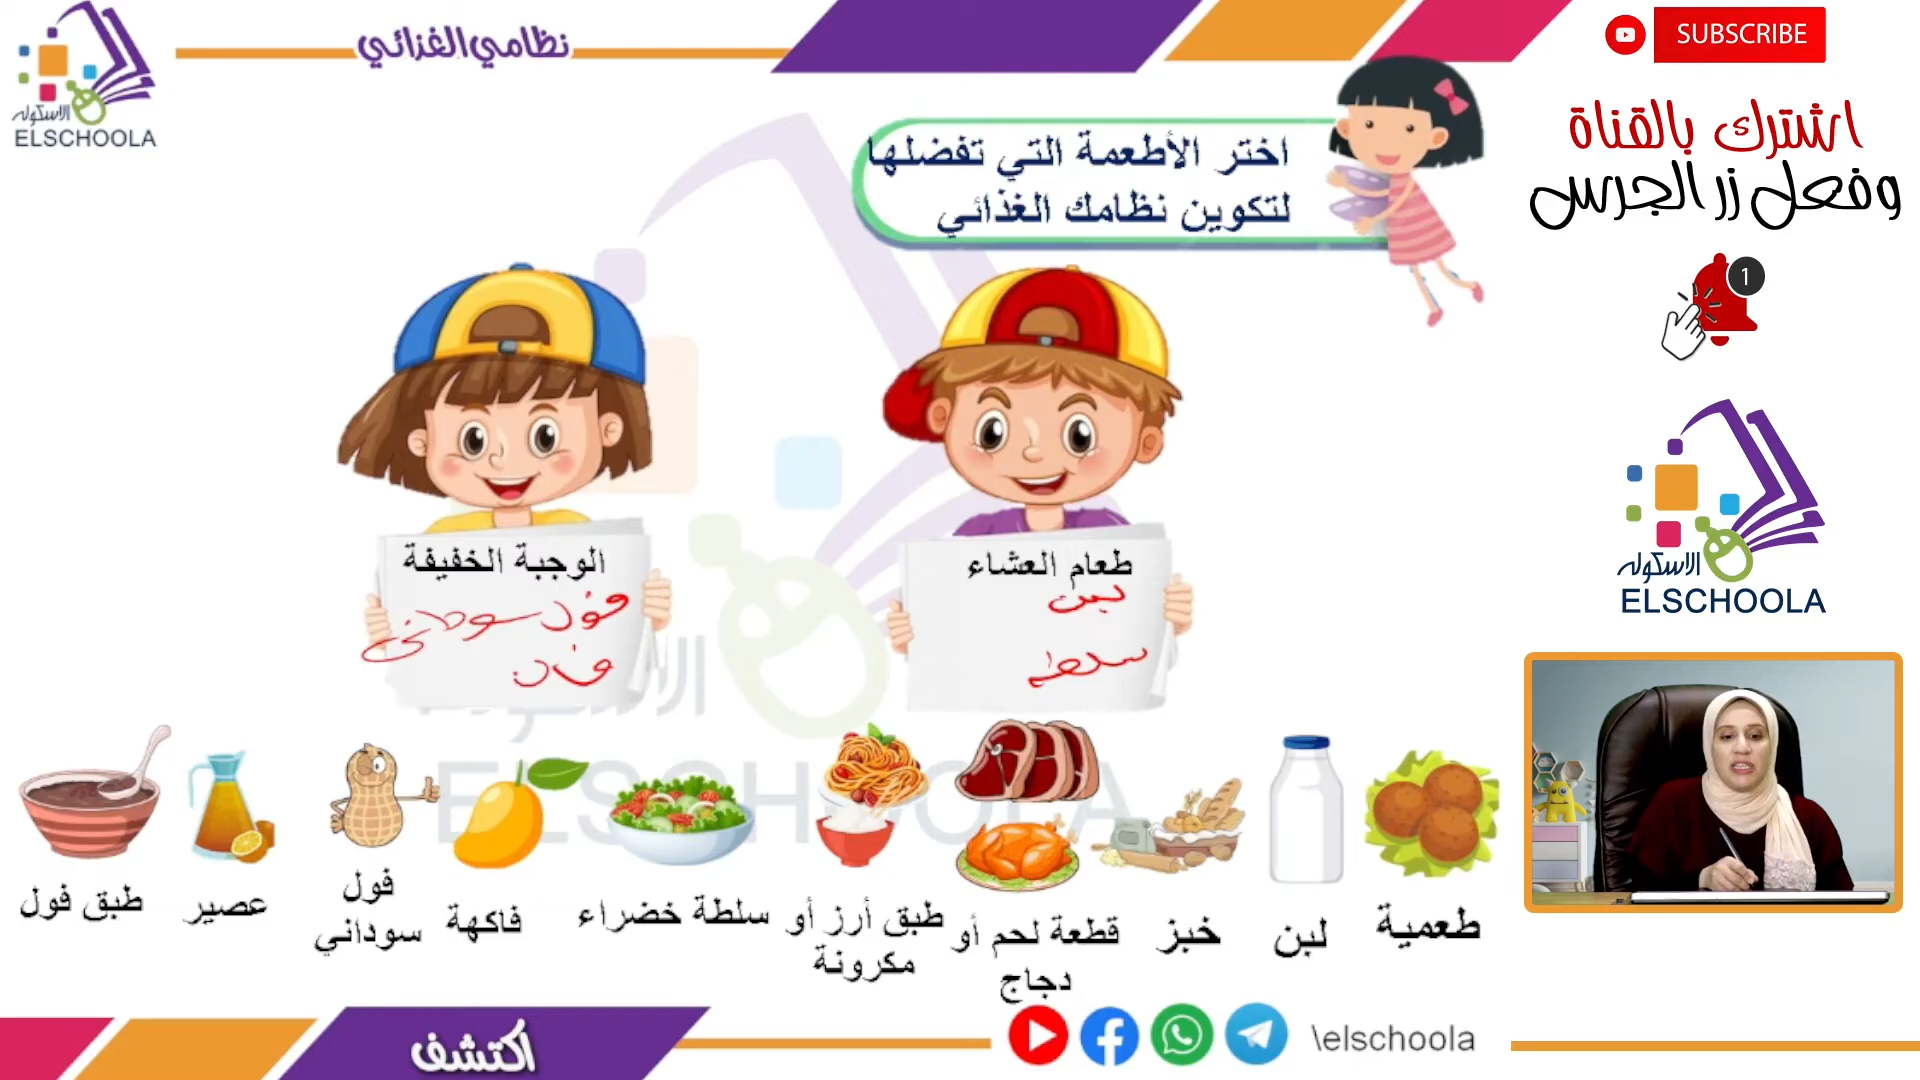 نظامي الغذائي
SUBSCRIBE
الاسكوله
ELSCHOOLA
اشترك بالقناة
وفعل زر الجرس
1
اختر الأطعمة التي تفضلها
لتكوين نظامك الغذائي
طعام العشاء
لبن
سلطة
الوجبة الخفيفة
فول سوداني
الاسكوله
ELSCHOOLA
طعمية
لبن
خبز
قطعة لحم أو
دجاج
طبق أرز أو
مكرونة
سلطة خضراء
فاكهة
فول
سوداني
عصير
طبق فول
اكتشف
\elschoola